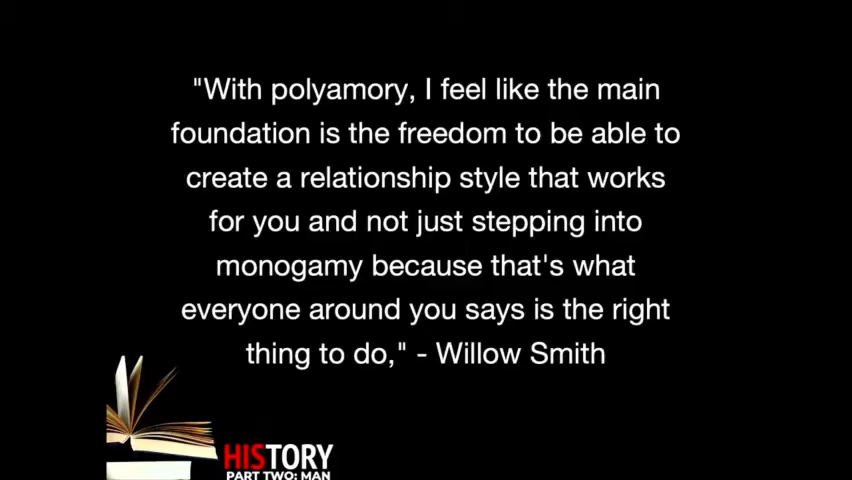 "With polyamory, I feel like the main
foundation is the freedom to be able to
create a relationship style that works
for you and not just stepping into
monogamy because that's what
everyone around you says is the right
thing to do," - Willow Smith
HISTORY
PART TWO: MAN